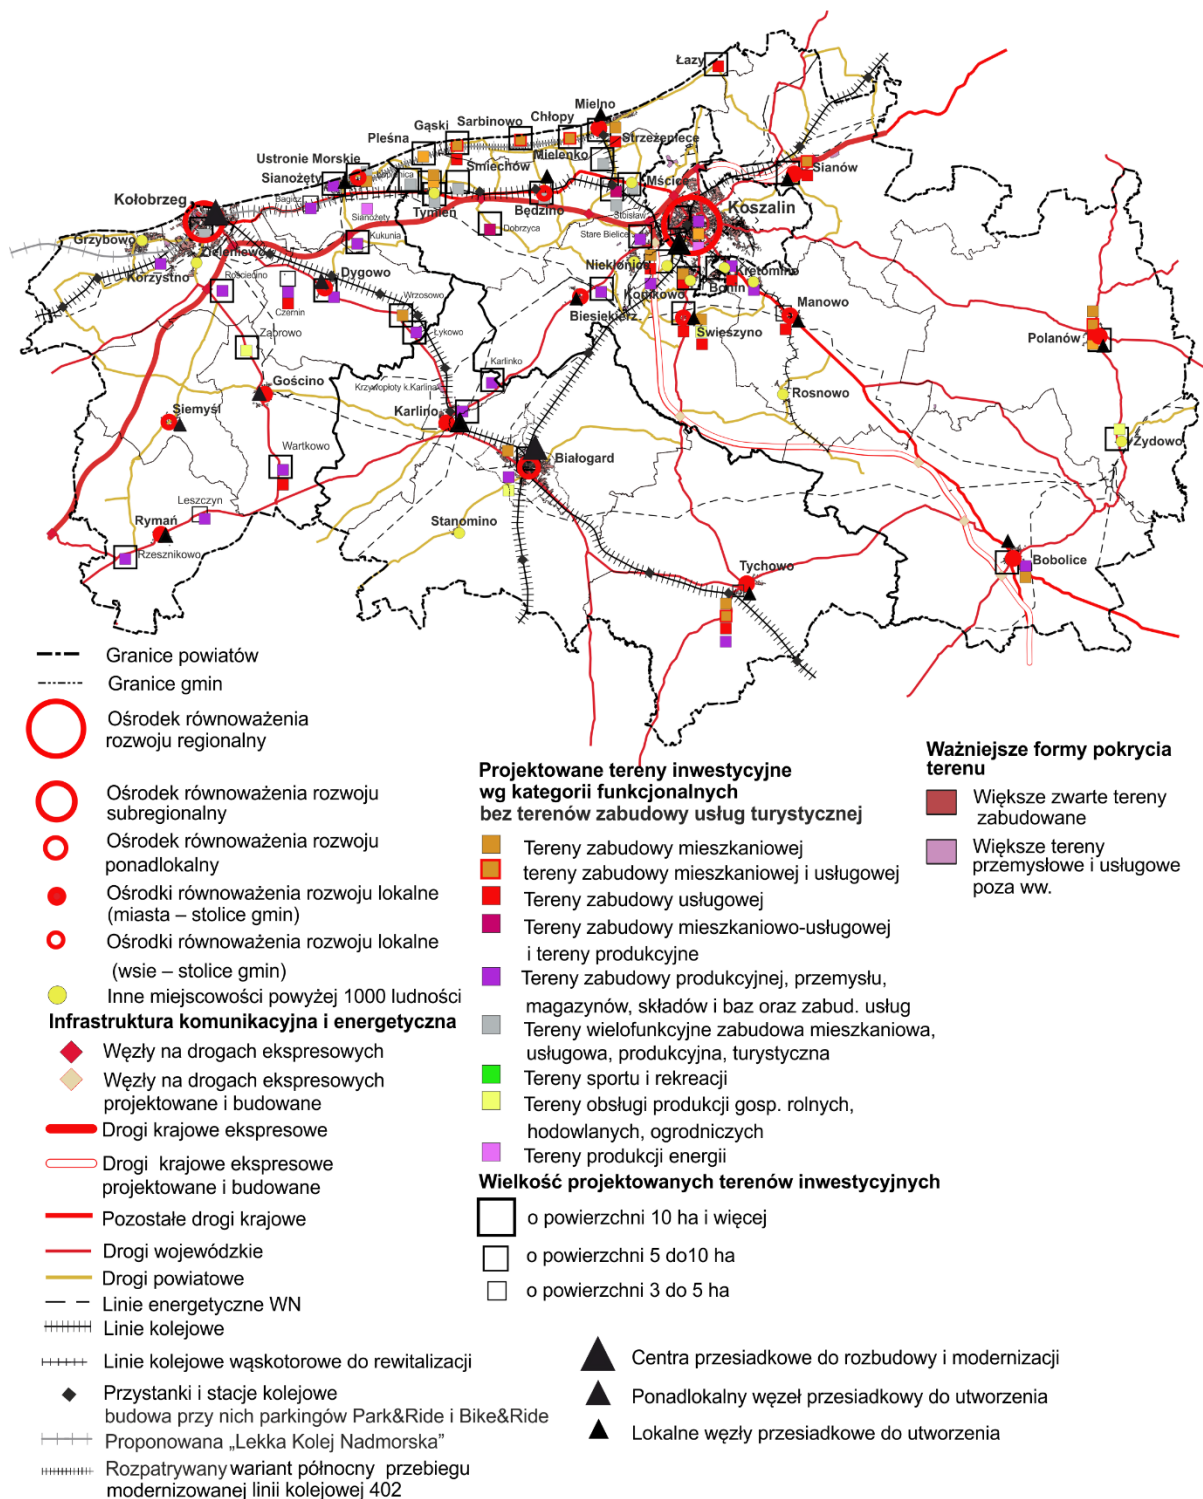 Łazy
Mielno
Chłopy
Sarbinowo
Gąski
Strzeżenice
Pleśna
Mielenko
Śmiechów
Ustronie Morskie
Sianożęty
Sianów
Mścice
Kołobrzeg
Bagicz
Sianożęty
Tymień
Będzino
Stoisław
Koszalin
Dobrzyca
Stare Bielice
Grzybowo
Kukunia
Zieleniewo
Korzystno
Niekłonice
Kretomino
Rościecino
Dygowo
Bonin
Konikowo
Wrzosowo
Czernin
Biesiekierz
Manowo
Świeszyno
Ząbrowo
Łykowo
Polanów
Karlinko
Krzywopłoty k.Karlina
Gościno
Rosnowo
Siemyśl
Karlino
Żydowo
Wartkowo
Białogard
Leszczyn
Rymań
Stanomino
Rzesznikowo
Tychowo
Bobolice
Granice powiatów
Granice gmin
Ośrodek równoważenia
rozwoju regionalny
Ośrodek równoważenia rozwoju
subregionalny
Ośrodek równoważenia rozwoju
ponadlokalny
Ośrodki równoważenia rozwoju lokalne
(miasta – stolice gmin)
Ośrodki równoważenia rozwoju lokalne
(wsie – stolice gmin)
Inne miejscowości powyżej 1000 ludności
Infrastruktura komunikacyjna i energetyczna
Węzły na drogach ekspresowych
Węzły na drogach ekspresowych
projektowane i budowane
Drogi krajowe ekspresowe
Drogi krajowe ekspresowe
projektowane i budowane
Pozostałe drogi krajowe
Drogi wojewódzkie
Drogi powiatowe
Linie energetyczne WN
Linie kolejowe
Linie kolejowe wąskotorowe do rewitalizacji
Przystanki i stacje kolejowe
budowa przy nich parkingów Park&Ride i Bike&Ride
Proponowana „Lekka Kolej Nadmorska”
Rozpatrywany wariant północny przebiegu
modernizowanej linii kolejowej 402
Projektowane tereny inwestycyjne
wg kategorii funkcjonalnych
bez terenów zabudowy usług turystycznej
Tereny zabudowy mieszkaniowej
tereny zabudowy mieszkaniowej i usługowej
Tereny zabudowy usługowej
Tereny zabudowy mieszkaniowo-usługowej
i tereny produkcyjne
Tereny zabudowy produkcyjnej, przemysłu,
magazynów, składów i baz oraz zabud. usług
Tereny wielofunkcyjne zabudowa mieszkaniowa,
usługowa, produkcyjna, turystyczna
Tereny sportu i rekreacji
Tereny obsługi produkcji gosp. rolnych,
hodowlanych, ogrodniczych
Tereny produkcji energii
Wielkość projektowanych terenów inwestycyjnych
o powierzchni 10 ha i więcej
o powierzchni 5 do10 ha
o powierzchni 3 do 5 ha
Centra przesiadkowe do rozbudowy i modernizacji
Ponadlokalny węzeł przesiadkowy do utworzenia
Lokalne węzły przesiadkowe do utworzenia
Ważniejsze formy pokrycia
terenu
Większe zwarte tereny
zabudowane
Większe tereny
przemysłowe i usługowe
poza ww.